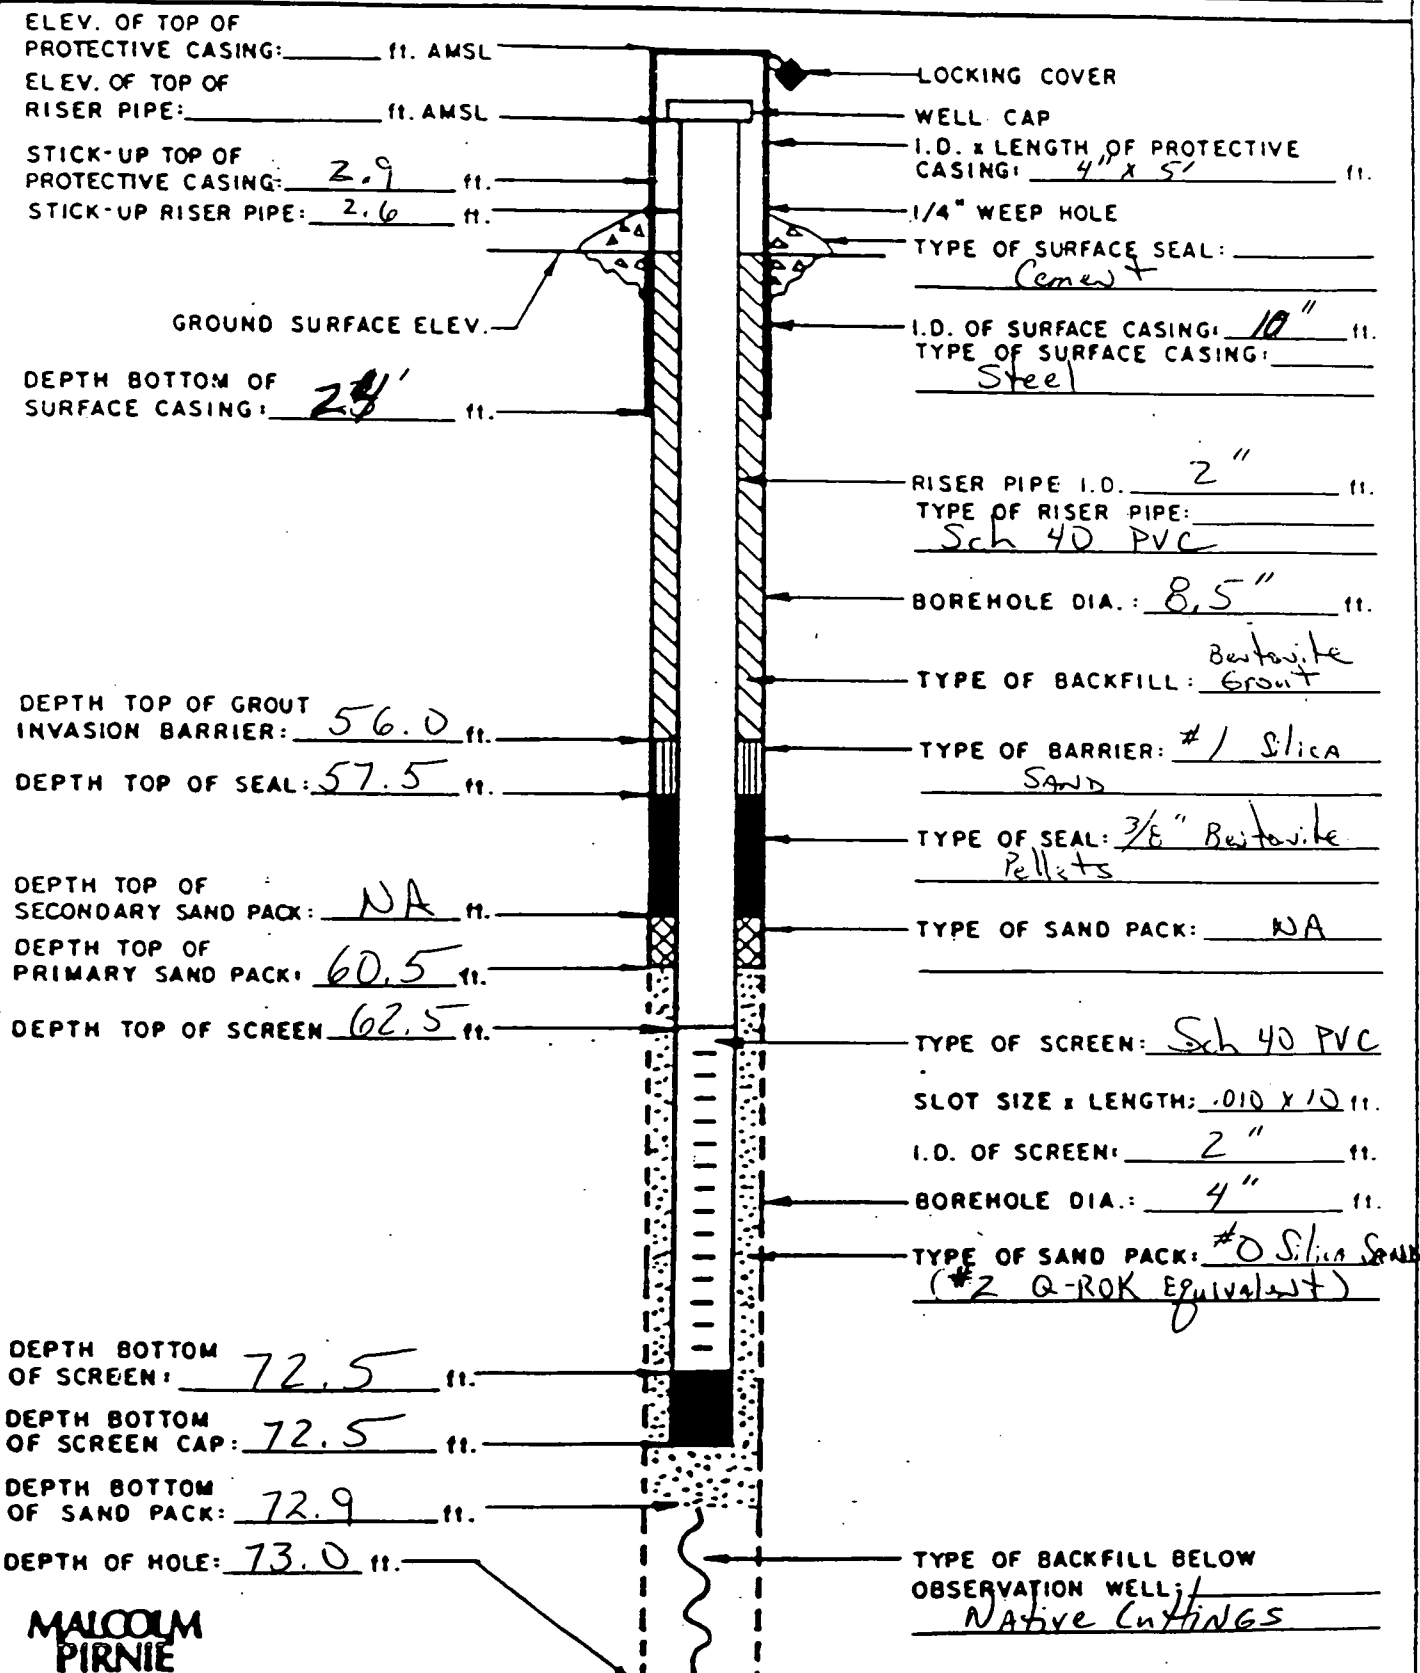 ELEV. OF TOP OF
PROTECTIVE CASING: ft. AMSL
ELEV. OF TOP OF
RISER PIPE: ft. AMSL
STICK-UP TOP OF
PROTECTIVE CASING: 2.9 ft.
STICK-UP RISER PIPE: 2.6 ft.
GROUND SURFACE ELEV.
DEPTH BOTTOM OF
SURFACE CASING: ft.
DEPTH TOP OF GROUT
INVASION BARRIER: 56.0 ft.
DEPTH TOP OF SEAL: 57.5 ft.
DEPTH TOP OF
SECONDARY SAND PACK: NA ft.
DEPTH TOP OF
PRIMARY SAND PACK: 60.5 ft.
DEPTH TOP OF SCREEN 62.5 ft.
DEPTH BOTTOM
OF SCREEN: 72.5 ft.
DEPTH BOTTOM
OF SCREEN CAP: 72.5 ft.
DEPTH BOTTOM
OF SAND PACK: 72.9 ft.
DEPTH OF HOLE: 73.0 ft.
MALCOLM
PIRNIE
LOCKING COVER
WELL CAP
I.D. x LENGTH OF PROTECTIVE
CASING: 4" x 5' ft.
1/4" WEEP HOLE
TYPE OF SURFACE SEAL:
Cement
I.D. OF SURFACE CASING: 10" ft.
TYPE OF SURFACE CASING:
Steel
RISER PIPE I.D. 2" ft.
TYPE OF RISER PIPE:
Sch 40 PVC
BOREHOLE DIA.: 8.5" ft.
TYPE OF BACKFILL: Bentonite
Grout
TYPE OF BARRIER: #1 Silica
SAND
TYPE OF SEAL: 3/8" Bentonite
Pellets
TYPE OF SAND PACK: NA
TYPE OF SCREEN: Sch 40 PVC
SLOT SIZE x LENGTH: .010 x 10 ft.
I.D. OF SCREEN: 2" ft.
BOREHOLE DIA.: 4" ft.
TYPE OF SAND PACK: #0 Silica SAND
(#2 Q-ROK Equivalent)
TYPE OF BACKFILL BELOW
OBSERVATION WELL:
NAtive CuttiNGS